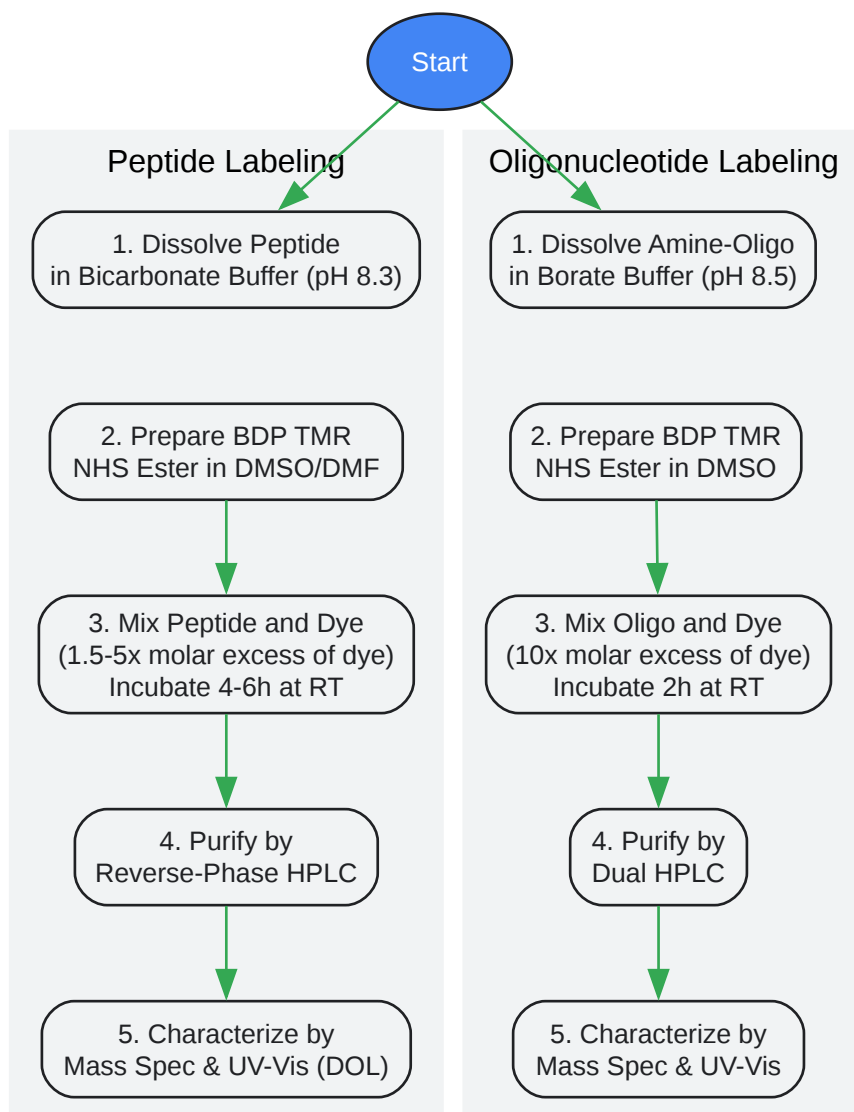 Start
Peptide Labeling
1. Dissolve Peptide
in Bicarbonate Buffer (pH 8.3)
2. Prepare BDP TMR
NHS Ester in DMSO/DMF
3. Mix Peptide and Dye
(1.5-5x molar excess of dye)
Incubate 4-6h at RT
4. Purify by
Reverse-Phase HPLC
5. Characterize by
Mass Spec & UV-Vis (DOL)
Oligonucleotide Labeling
1. Dissolve Amine-Oligo
in Borate Buffer (pH 8.5)
2. Prepare BDP TMR
NHS Ester in DMSO
3. Mix Oligo and Dye
(10x molar excess of dye)
Incubate 2h at RT
4. Purify by
Dual HPLC
5. Characterize by
Mass Spec & UV-Vis